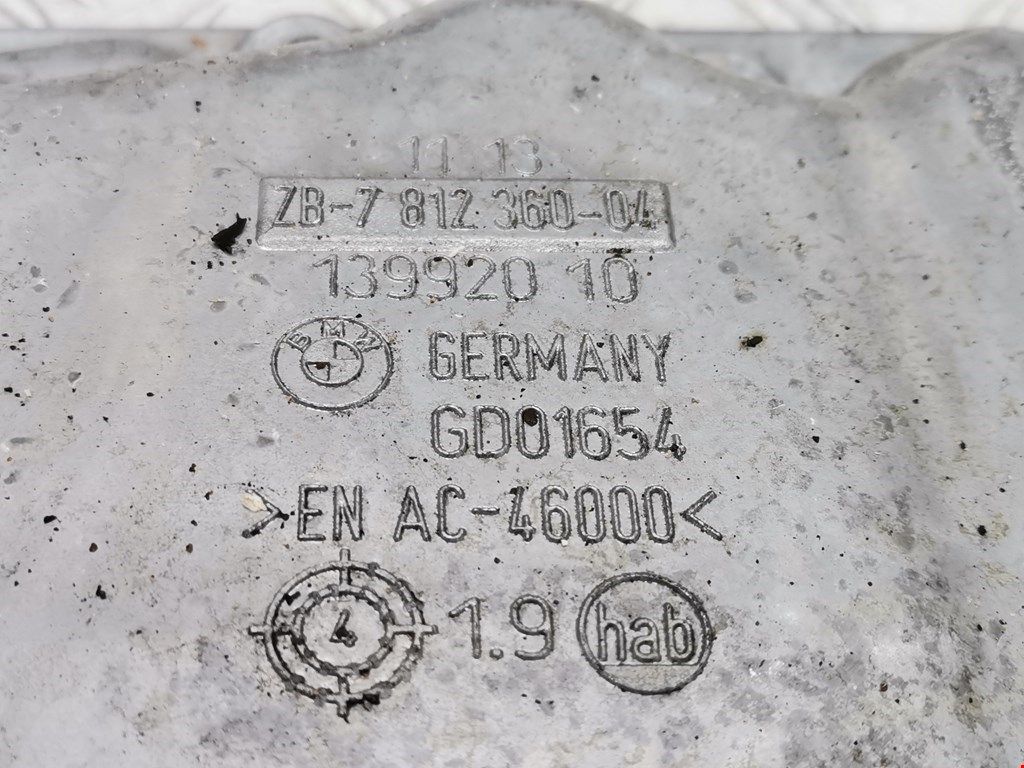 11 13
ZB-7 812 360-04
139920 10
BMW GERMANY
GD01654
>EN AC-46000<
4 1.9 hab